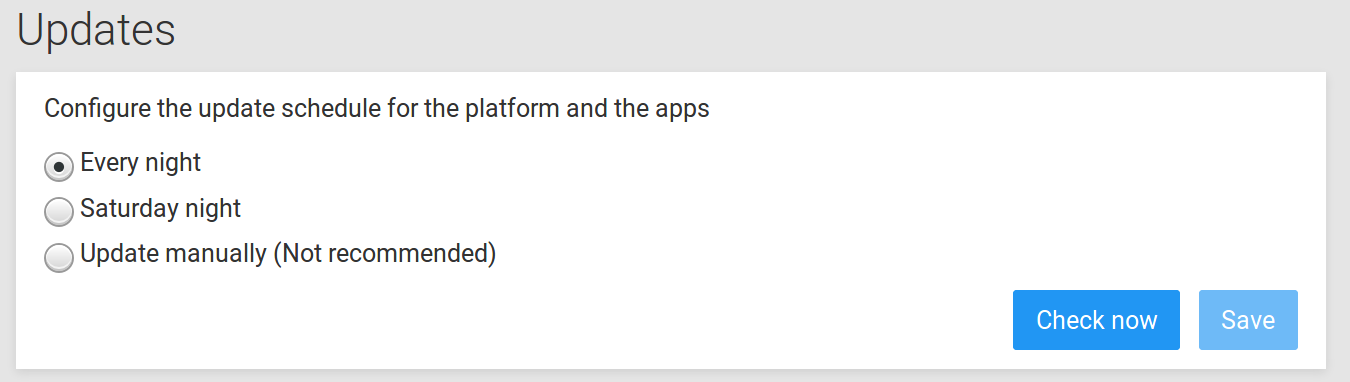 Updates
Configure the update schedule for the platform and the apps
Every night
Saturday night
Update manually (Not recommended)
Check now Save